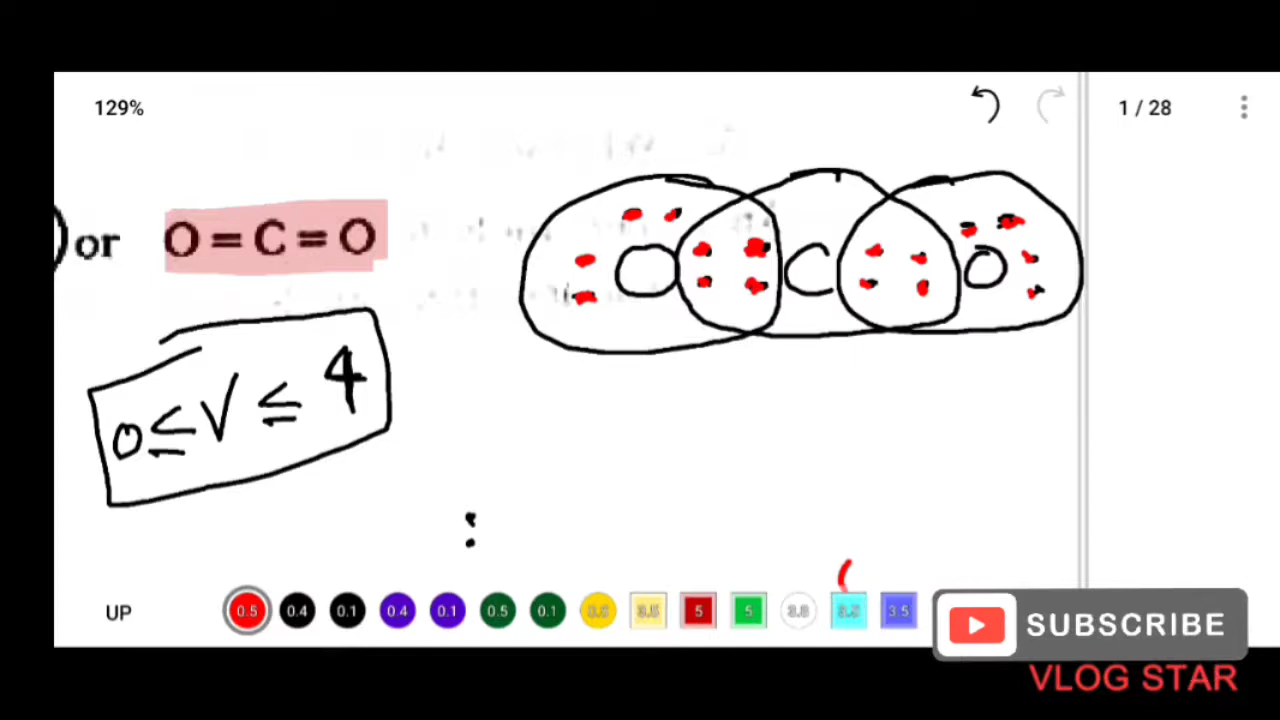 129%
1 / 28
) or O = C = O
O C O
0 ≤ V ≤ 4
:
UP 0.5 0.4 0.1 0.4 0.1 0.5 0.1 5 5 3.5
SUBSCRIBE
VLOG STAR